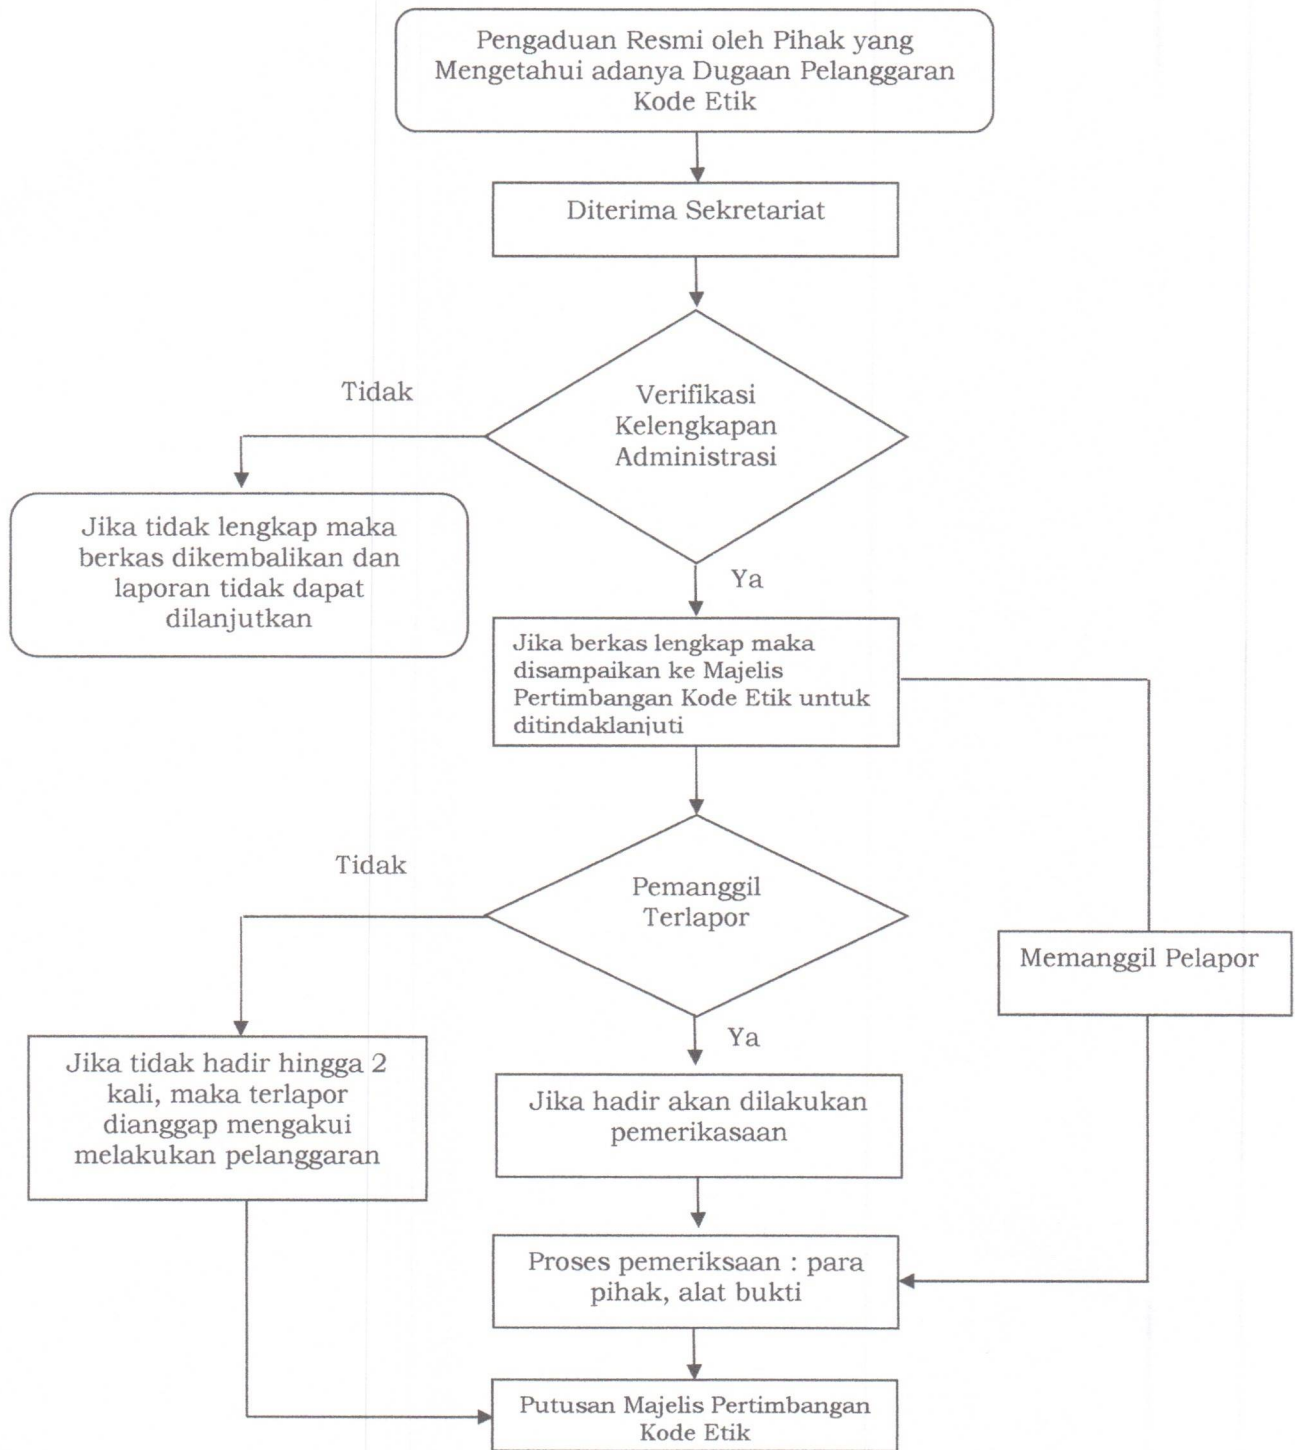 Pengaduan Resmi oleh Pihak yang
Mengetahui adanya Dugaan Pelanggaran
Kode Etik
Diterima Sekretariat
Tidak
Verifikasi
Kelengkapan
Administrasi
Jika tidak lengkap maka
berkas dikembalikan dan
laporan tidak dapat
dilanjutkan
Ya
Jika berkas lengkap maka
disampaikan ke Majelis
Pertimbangan Kode Etik untuk
ditindaklanjuti
Tidak
Pemanggil
Terlapor
Memanggil Pelapor
Ya
Jika tidak hadir hingga 2
kali, maka terlapor
dianggap mengakui
melakukan pelanggaran
Jika hadir akan dilakukan
pemerikasaan
Proses pemeriksaan : para
pihak, alat bukti
Putusan Majelis Pertimbangan
Kode Etik